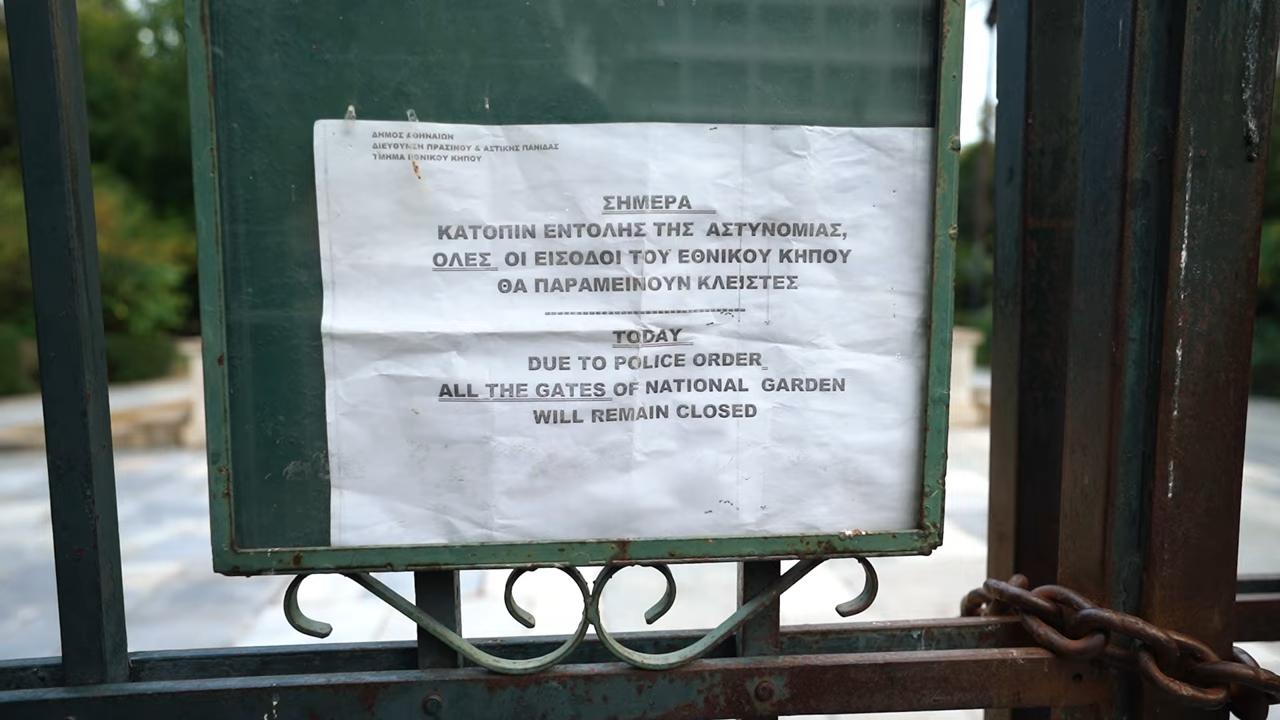 ΔΗΜΟΣ ΑΘΗΝΑΙΩΝ
ΔΙΕΥΘΥΝΣΗ ΠΡΑΣΙΝΟΥ & ΑΣΤΙΚΗΣ ΠΑΝΙΔΑΣ
ΤΜΗΜΑ ΕΘΝΙΚΟΥ ΚΗΠΟΥ
ΣΗΜΕΡΑ
ΚΑΤΟΠΙΝ ΕΝΤΟΛΗΣ ΤΗΣ ΑΣΤΥΝΟΜΙΑΣ,
ΟΛΕΣ ΟΙ ΕΙΣΟΔΟΙ ΤΟΥ ΕΘΝΙΚΟΥ ΚΗΠΟΥ
ΘΑ ΠΑΡΑΜΕΙΝΟΥΝ ΚΛΕΙΣΤΕΣ
--------------------------------
TODAY
DUE TO POLICE ORDER
ALL THE GATES OF NATIONAL GARDEN
WILL REMAIN CLOSED